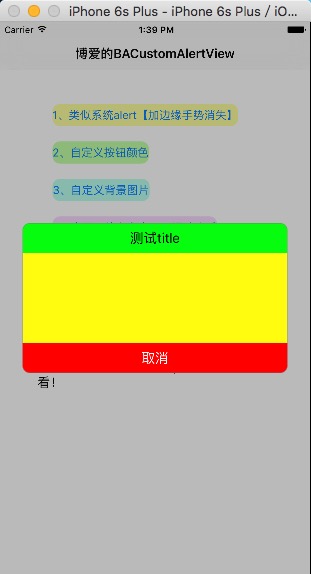 iPhone 6s Plus - iPhone 6s Plus / iO...
Carrier 1:39 PM
博爱的BACustomAlertView
1、类似系统alert【加边缘手势消失】
2、自定义按钮颜色
3、自定义背景图片
测试title
取消
看！